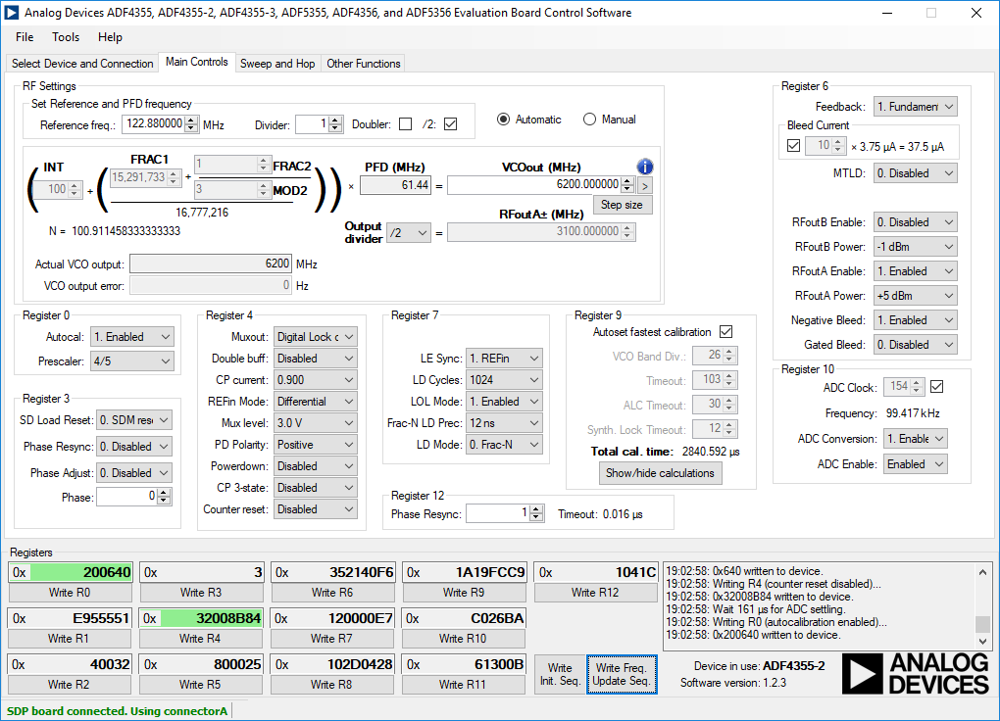 Analog Devices ADF4355, ADF4355-2, ADF4355-3, ADF5355, ADF4356, and ADF5356 Evaluation Board Control Software
File Tools Help
Select Device and Connection Main Controls Sweep and Hop Other Functions
RF Settings
Set Reference and PFD frequency
Reference freq.: 122.880000 MHz Divider: 1 Doubler: /2:
Automatic Manual
INT FRAC1 1 FRAC2 PFD (MHz) VCOout (MHz)
100 + 15,291,733 + 3 MOD2 × 61.44 = 6200.000000 >
16,777,216
Step size
N = 100.911458333333333
RFoutA± (MHz)
Output divider /2 = 3100.000000
Actual VCO output: 6200 MHz
VCO output error: 0 Hz
Register 0
Autocal: 1. Enabled
Prescaler: 4/5
Register 3
SD Load Reset: 0. SDM rese
Phase Resync: 0. Disabled
Phase Adjust: 0. Disabled
Phase: 0
Register 4
Muxout: Digital Lock d
Double buff: Disabled
CP current: 0.900
REFin Mode: Differential
Mux level: 3.0 V
PD Polarity: Positive
Powerdown: Disabled
CP 3-state: Disabled
Counter reset: Disabled
Register 7
LE Sync: 1. REFin
LD Cycles: 1024
LOL Mode: 1. Enabled
Frac-N LD Prec: 12 ns
LD Mode: 0. Frac-N
Register 12
Phase Resync: 1 Timeout: 0.016 µs
Register 9
Autoset fastest calibration
VCO Band Div.: 26
Timeout: 103
ALC Timeout: 30
Synth. Lock Timeout: 12
Total cal. time: 2840.592 µs
Show/hide calculations
Register 6
Feedback: 1. Fundament
Bleed Current
10 × 3.75 µA = 37.5 µA
MTLD: 0. Disabled
RFoutB Enable: 0. Disabled
RFoutB Power: -1 dBm
RFoutA Enable: 1. Enabled
RFoutA Power: +5 dBm
Negative Bleed: 1. Enabled
Gated Bleed: 0. Disabled
Register 10
ADC Clock: 154
Frequency: 99.417 kHz
ADC Conversion: 1. Enable
ADC Enable: Enabled
Registers
0x 200640 0x 3 0x 352140F6 0x 1A19FCC9 0x 1041C
Write R0 Write R3 Write R6 Write R9 Write R12
0x E955551 0x 32008B84 0x 120000E7 0x C026BA
Write R1 Write R4 Write R7 Write R10
0x 40032 0x 800025 0x 102D0428 0x 61300B
Write R2 Write R5 Write R8 Write R11
Write Init. Seq. Write Freq. Update Seq.
19:02:58: 0x640 written to device.
19:02:58: Writing R4 (counter reset disabled)...
19:02:58: 0x32008B84 written to device.
19:02:58: Wait 161 µs for ADC settling.
19:02:58: Writing R0 (autocalibration enabled)...
19:02:58: 0x200640 written to device.
Device in use: ADF4355-2
Software version: 1.2.3
ANALOG
DEVICES
SDP board connected. Using connectorA